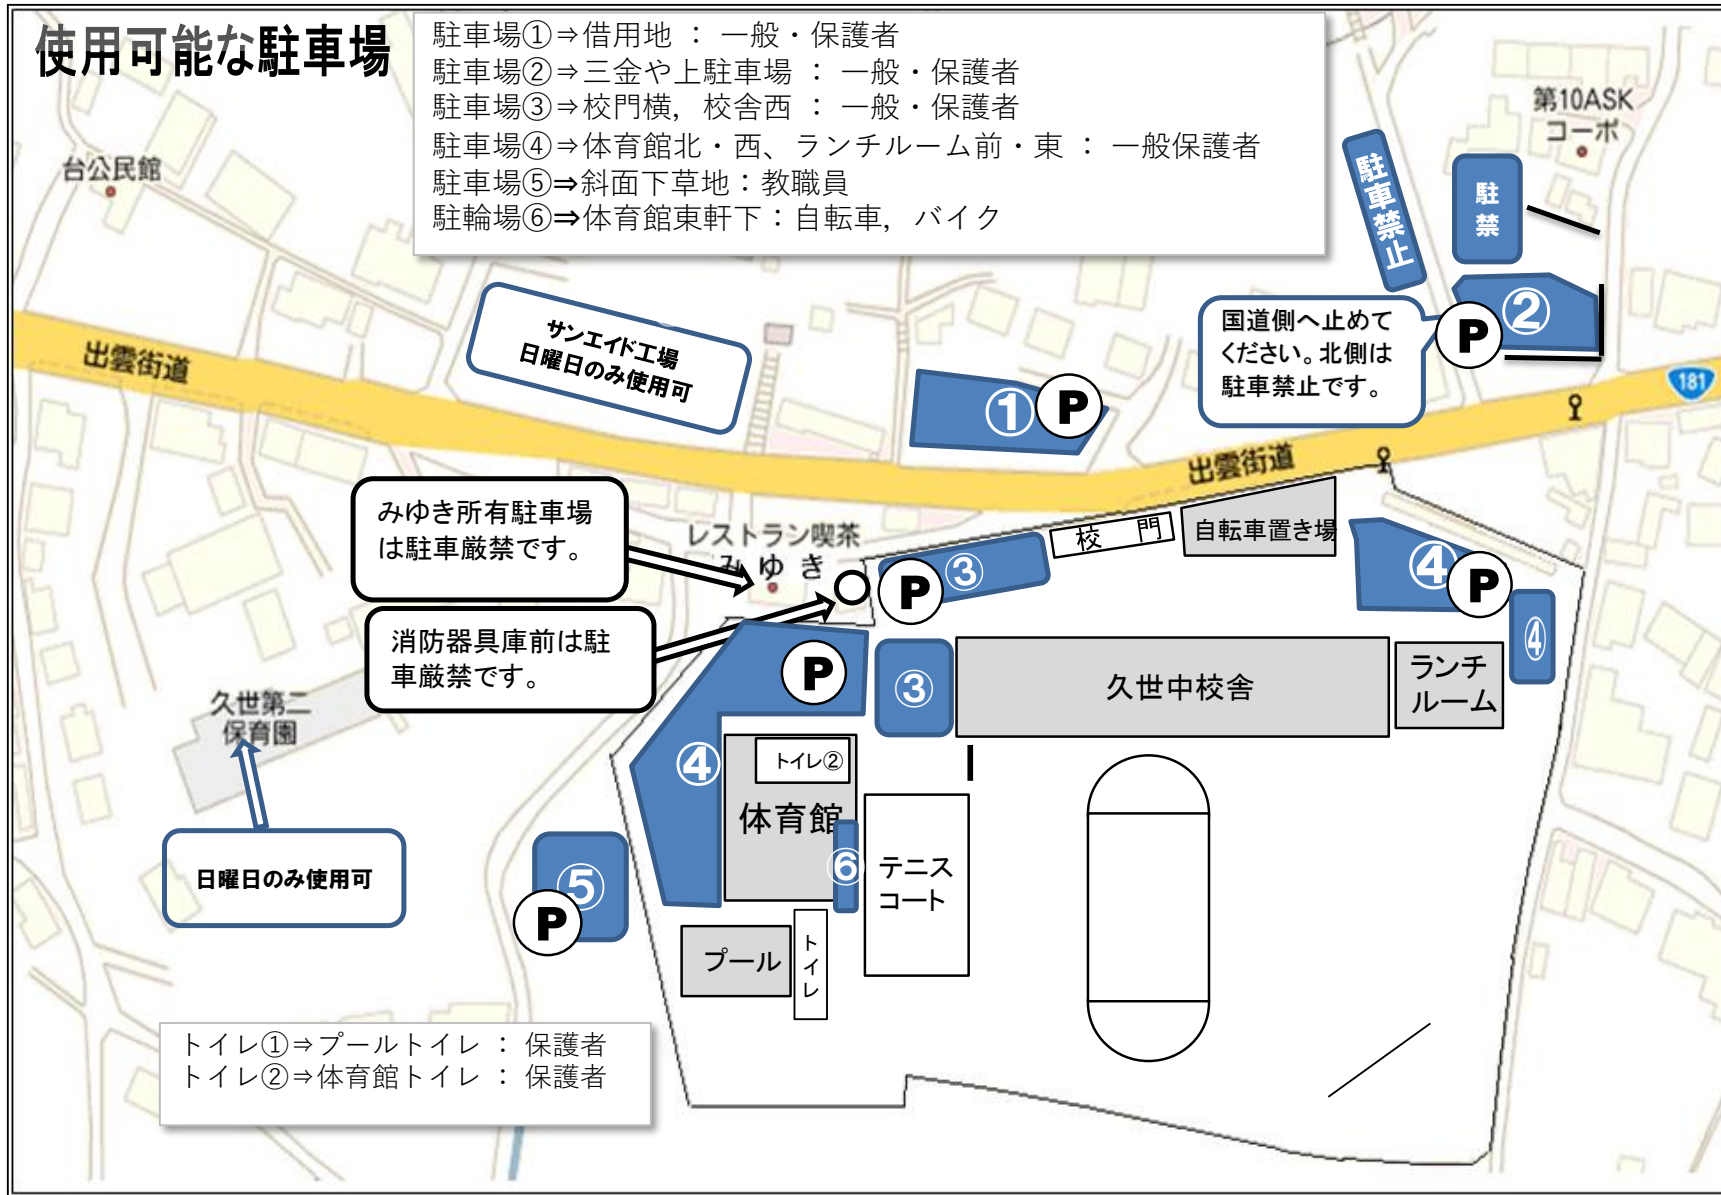 使用可能な駐車場
駐車場①⇒借用地 ： 一般・保護者
駐車場②⇒三金や上駐車場 ： 一般・保護者
駐車場③⇒校門横，校舎西 ： 一般・保護者
駐車場④⇒体育館北・西、ランチルーム前・東 ： 一般保護者
駐車場⑤⇒斜面下草地：教職員
駐輪場⑥⇒体育館東軒下：自転車，バイク
第10ASK
コーポ
台公民館
駐車禁止
駐
禁
サンエイド工場
日曜日のみ使用可
国道側へ止めて
ください。北側は
駐車禁止です。
②
P
181
出雲街道
①
P
出雲街道
みゆき所有駐車場
は駐車厳禁です。
レストラン喫茶
みゆき
校 門
自転車置き場
③
P
④
P
消防器具庫前は駐
車厳禁です。
④
P
③
久世中校舎
ランチ
ルーム
久世第二
保育園
④
トイレ②
体育館
⑥
テニス
コート
日曜日のみ使用可
⑤
P
プール
トイレ
トイレ①⇒プールトイレ ： 保護者
トイレ②⇒体育館トイレ ： 保護者